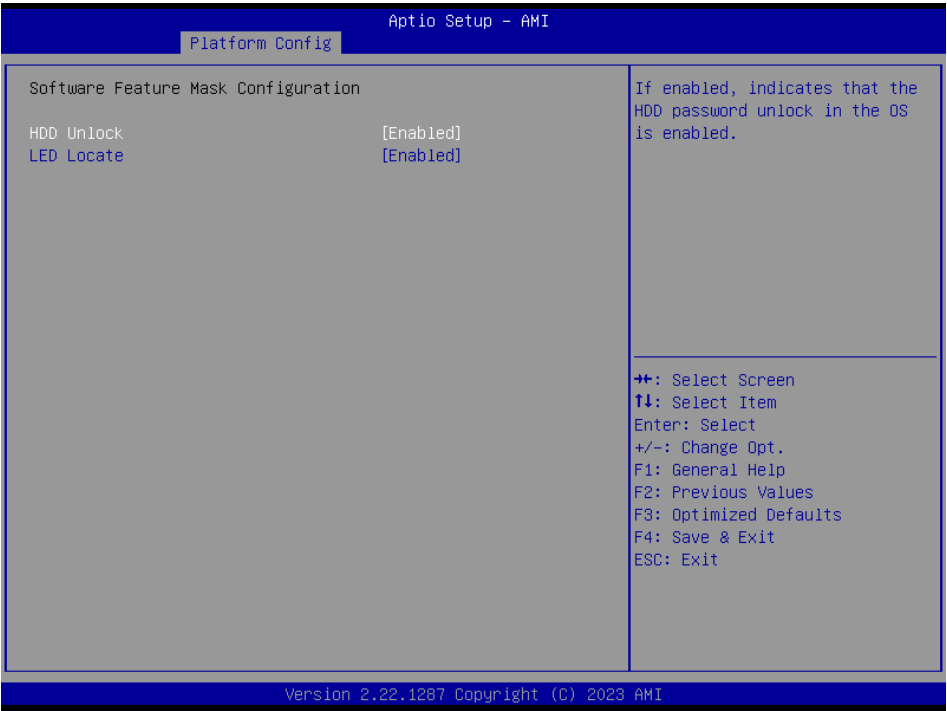 Aptio Setup – AMI
Platform Config
Software Feature Mask Configuration
HDD Unlock [Enabled]
LED Locate [Enabled]
If enabled, indicates that the
HDD password unlock in the OS
is enabled.
→←: Select Screen
↑↓: Select Item
Enter: Select
+/-: Change Opt.
F1: General Help
F2: Previous Values
F3: Optimized Defaults
F4: Save & Exit
ESC: Exit
Version 2.22.1287 Copyright (C) 2023 AMI